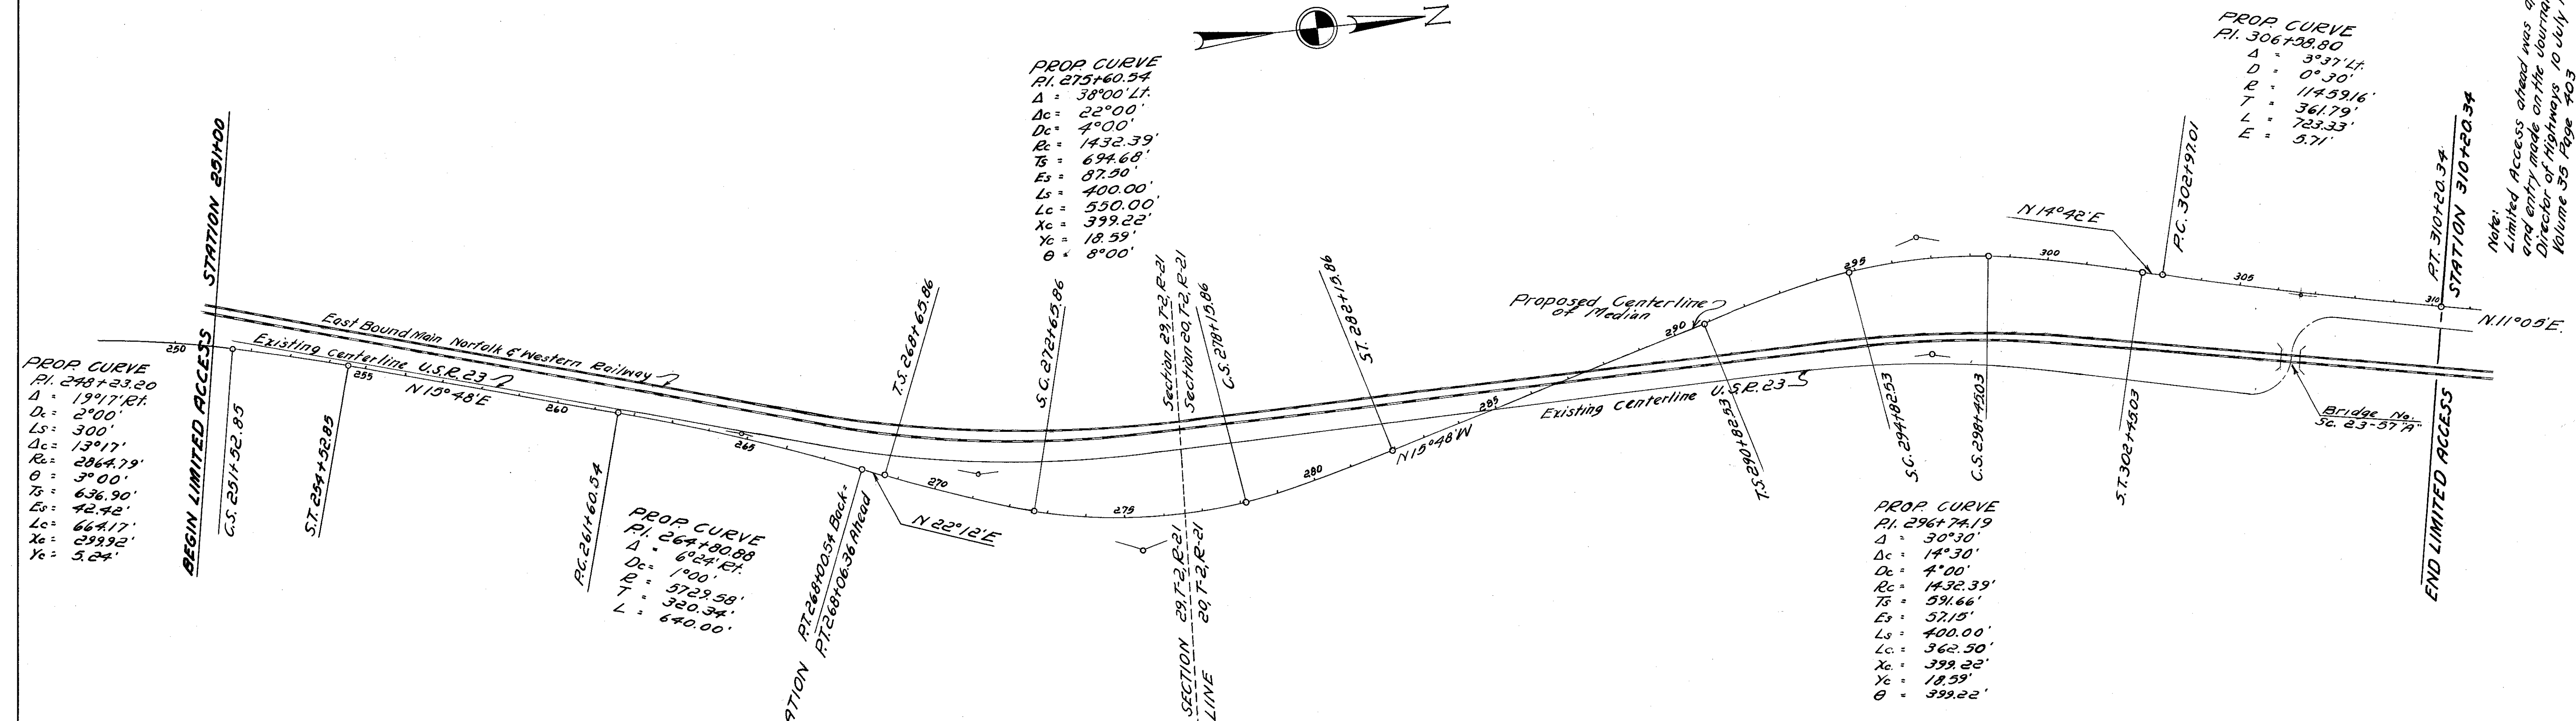 N
PROP. CURVE
P.I. 248+23.20
Δ = 19°17' Rt.
Dc = 2°00'
Ls = 300'
Δc = 13°17'
Rc = 2864.79'
θ = 3°00'
Ts = 636.90'
Es = 42.42'
Lc = 664.17'
Xc = 299.92'
Yc = 5.24'
STATION 251+00
BEGIN LIMITED ACCESS
C.S. 251+52.85
S.T. 254+52.85
250
255
260
265
270
275
280
285
290
295
300
305
310
East Bound Main Norfolk & Western Railway
Existing Centerline U.S.R. 23
N 15°48'E
P.C. 261+60.54
PROP. CURVE
P.I. 264+80.88
Δ = 6°24' Rt.
Dc = 1°00'
R = 5729.58'
T = 320.34'
L = 640.00'
P.T. 268+00.54 Back=
P.T. 268+06.36 Ahead
T.S. 268+65.86
N 22°12'E
PROP. CURVE
P.I. 275+60.54
Δ = 38°00' Lt.
Δc = 22°00'
Dc = 4°00'
Rc = 1432.39'
Ts = 694.68'
Es = 87.50'
Ls = 400.00'
Lc = 550.00'
Xc = 399.22'
Yc = 18.59'
θ = 8°00'
S.C. 272+65.86
Section 29, T-2, R-21
Section 20, T-2, R-21
SECTION 29, T-2, R-21
LINE 20, T-2, R-21
C.S. 278+15.86
S.T. 282+15.86
N 15°48'W
Existing Centerline U.S.R. 23
Proposed Centerline
of Median
T.S. 290+82.53
S.C. 294+82.53
C.S. 298+45.03
S.T. 302+45.03
PROP. CURVE
P.I. 296+74.19
Δ = 30°30'
Δc = 14°30'
Dc = 4°00'
Rc = 1432.39'
Ts = 591.66'
Es = 57.15'
Ls = 400.00'
Lc = 362.50'
Xc = 399.22'
Yc = 18.59'
θ = 399.22'
N 14°42'E
P.C. 302+97.01
PROP. CURVE
P.I. 306+58.80
Δ = 3°37' Lt.
D = 0°30'
R = 11459.16'
T = 361.79'
L = 723.33'
E = 5.71'
P.T. 310+20.34
STATION 310+20.34
N. 11°05'E.
Bridge No.
Sc. 23-57 "A"
END LIMITED ACCESS
Note:
Limited Access ahead was
and entry made on the Journal
Director of Highways 10 July
Volume 35 Page 403